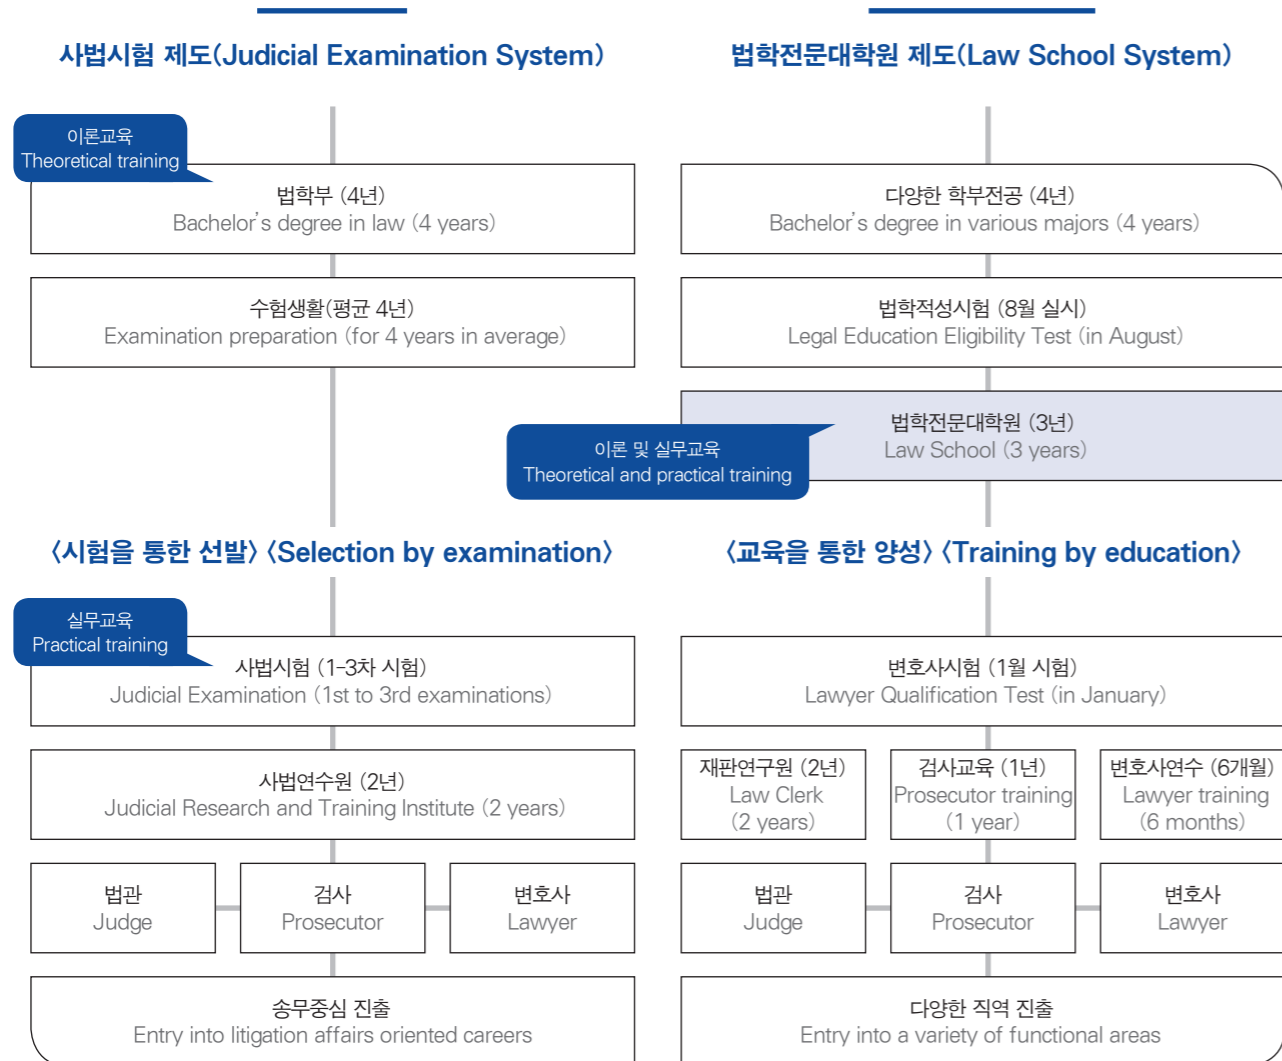 사법시험 제도(Judicial Examination System)
이론교육
Theoretical training
법학부 (4년)
Bachelor's degree in law (4 years)
수험생활(평균 4년)
Examination preparation (for 4 years in average)
〈시험을 통한 선발〉 〈Selection by examination〉
실무교육
Practical training
사법시험 (1-3차 시험)
Judicial Examination (1st to 3rd examinations)
사법연수원 (2년)
Judicial Research and Training Institute (2 years)
법관
Judge
검사
Prosecutor
변호사
Lawyer
송무중심 진출
Entry into litigation affairs oriented careers
법학전문대학원 제도(Law School System)
다양한 학부전공 (4년)
Bachelor's degree in various majors (4 years)
법학적성시험 (8월 실시)
Legal Education Eligibility Test (in August)
법학전문대학원 (3년)
Law School (3 years)
이론 및 실무교육
Theoretical and practical training
〈교육을 통한 양성〉 〈Training by education〉
변호사시험 (1월 시험)
Lawyer Qualification Test (in January)
재판연구원 (2년)
Law Clerk
(2 years)
검사교육 (1년)
Prosecutor training
(1 year)
변호사연수 (6개월)
Lawyer training
(6 months)
법관
Judge
검사
Prosecutor
변호사
Lawyer
다양한 직역 진출
Entry into a variety of functional areas